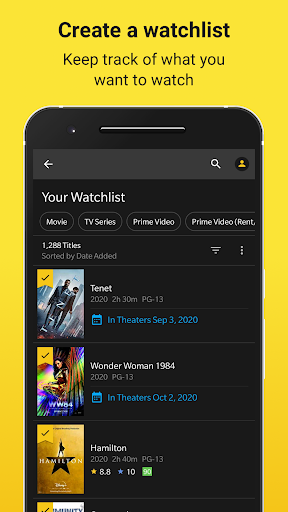 Create a watchlist
Keep track of what you
want to watch
Your Watchlist
Movie
TV Series
Prime Video
Prime Video (Rent
1,288 Titles
Sorted by Date Added
Tenet
2020 2h 30m PG-13
In Theaters Sep 3, 2020
Wonder Woman 1984
2020 PG-13
In Theaters Oct 2, 2020
WW84
Hamilton
2020 2h 40m PG-13
8.8 10 90
HAMILTON
Disney+